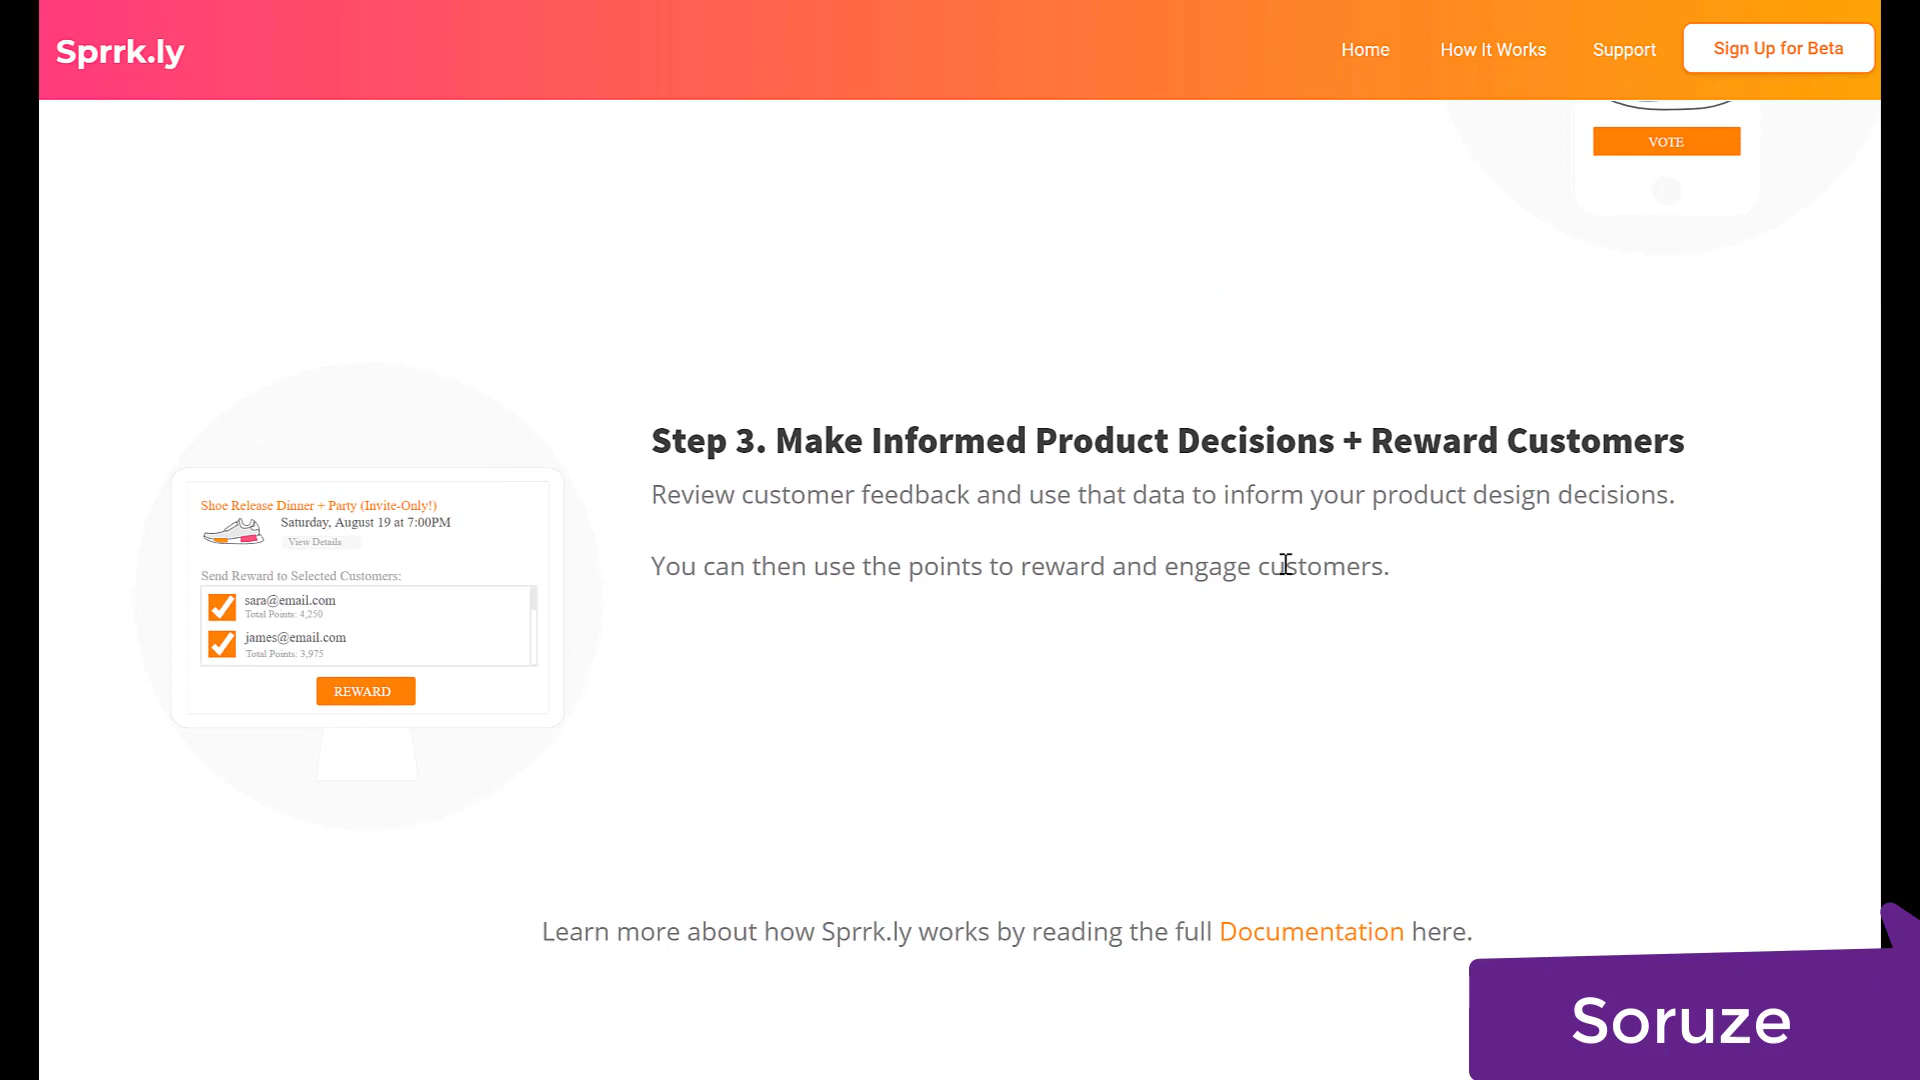 Sprrk.ly
Home
How It Works
Support
Sign Up for Beta
VOTE
Step 3. Make Informed Product Decisions + Reward Customers
Review customer feedback and use that data to inform your product design decisions.
You can then use the points to reward and engage customers.
Shoe Release Dinner + Party (Invite-Only!)
Saturday, August 19 at 7:00PM
View Details
Send Reward to Selected Customers:
sara@email.com
Total Points: 4,250
james@email.com
Total Points: 3,975
REWARD
Learn more about how Sprrk.ly works by reading the full Documentation here.
Soruze